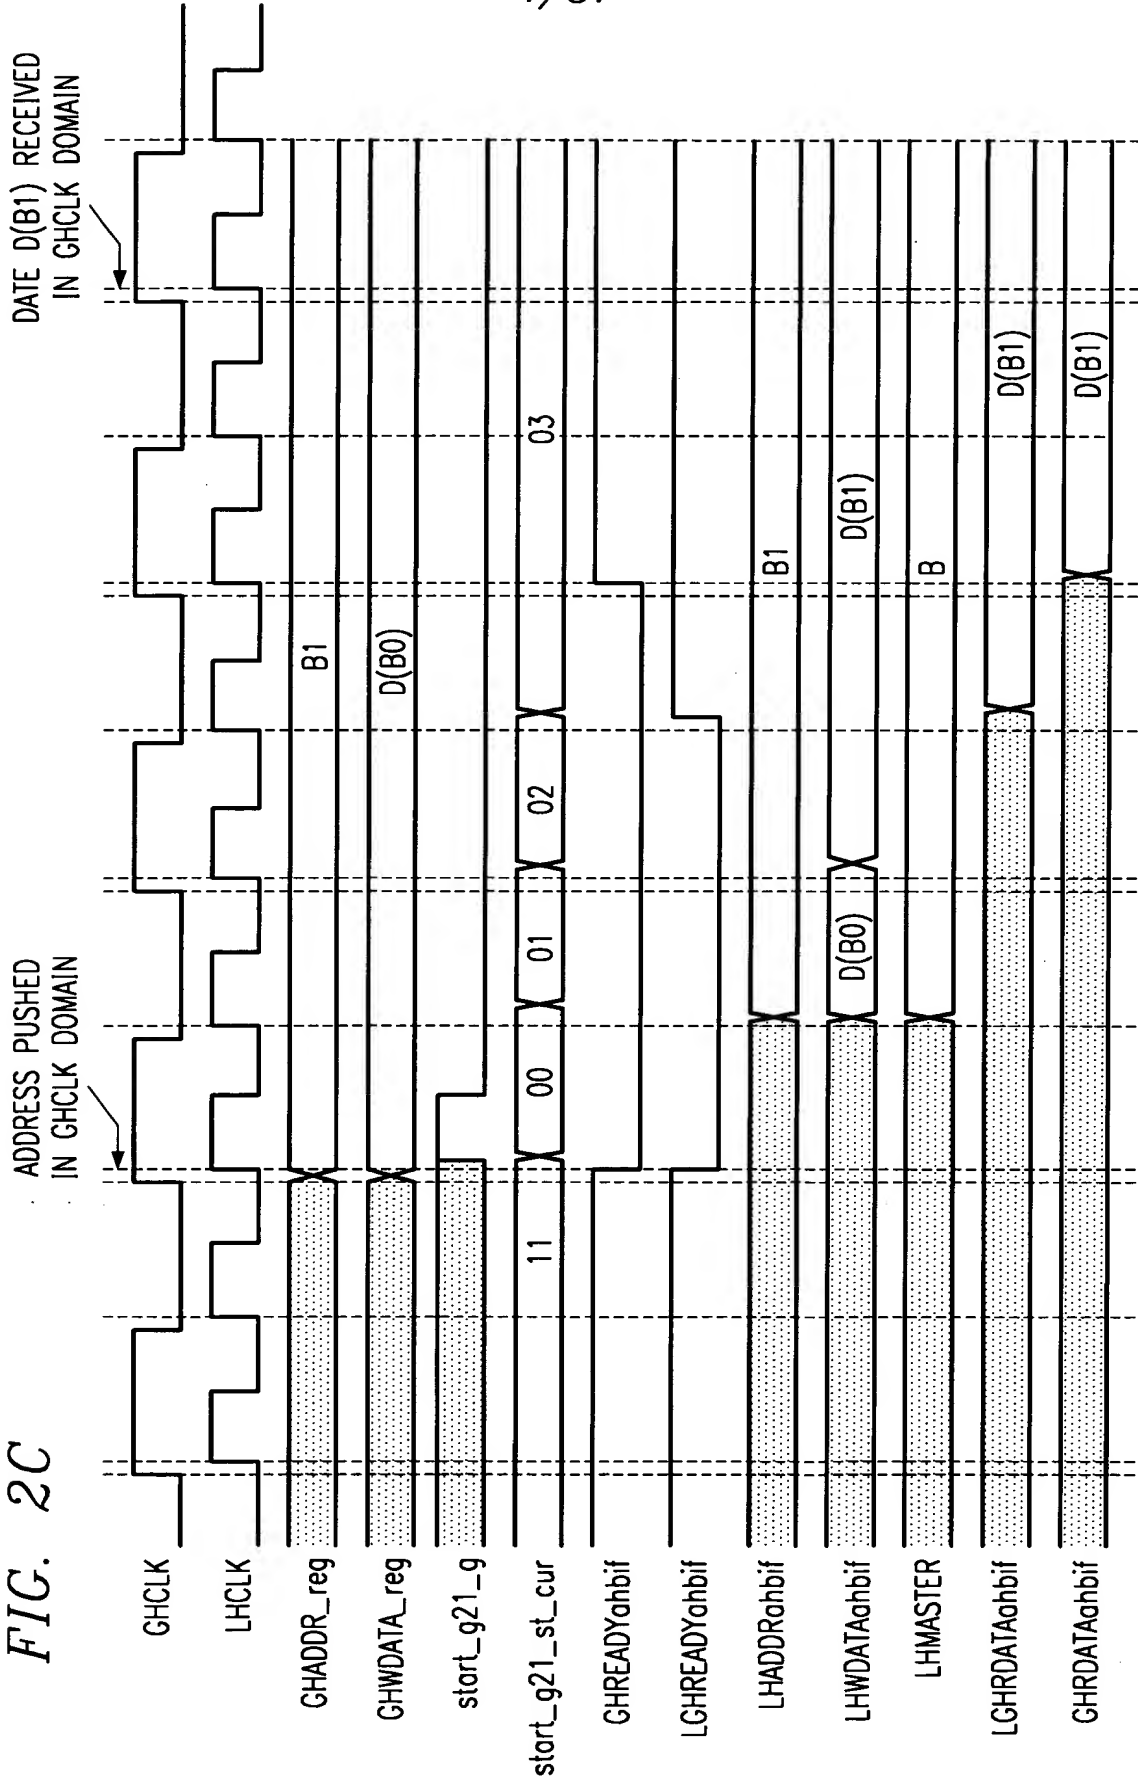 FIG. 2C
ADDRESS PUSHED
IN GHCLK DOMAIN
DATE D(B1) RECEIVED
IN GHCLK DOMAIN
GHCLK
LHCLK
GHADDR_reg B1
GHWDATA_reg D(B0)
start_g21_g
start_g21_st_cur 11 00 01 02 03
GHREADYahbif
LGHREADYahbif
LHADDRahbif B1
LHWDATAahbif D(B0) D(B1)
LHMASTER B
LGHRDATAahbif D(B1)
GHRDATAahbif D(B1)